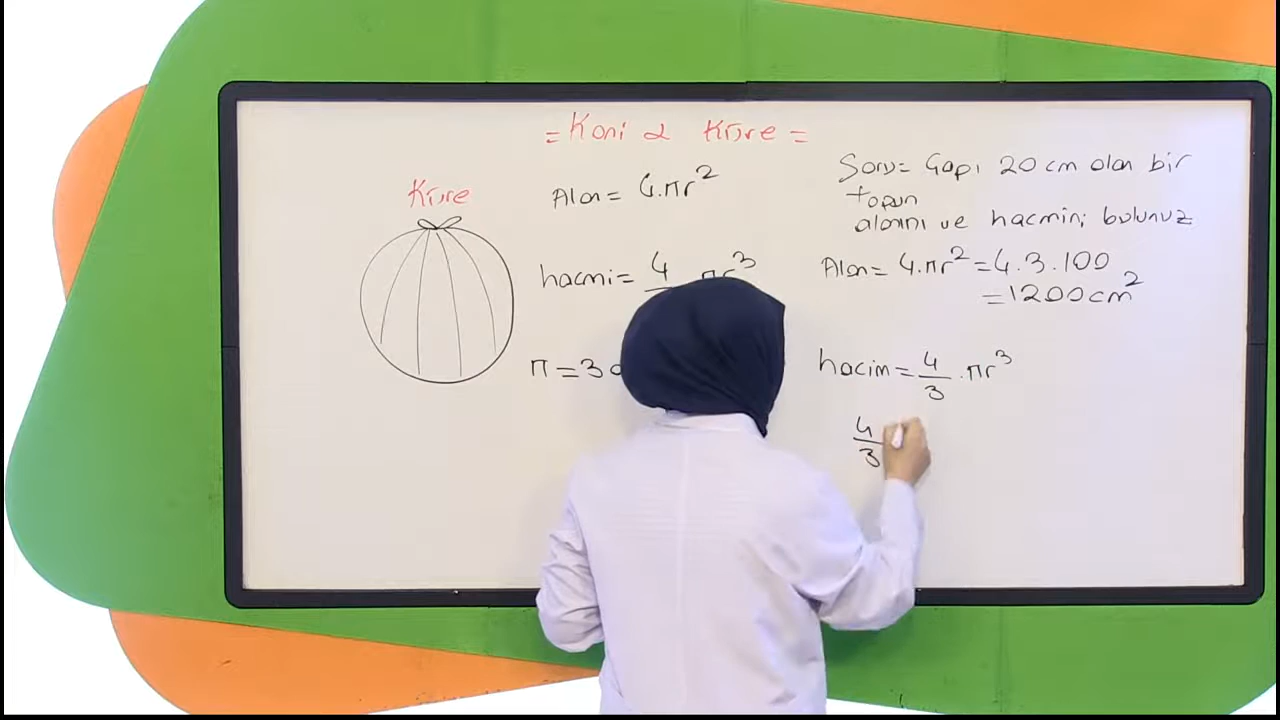 = Koni & Küre =
Küre
Alan = 4.πr²
hacmi = 4 πr³
π = 3
Soru = Çapı 20 cm olan bir
topun
alanını ve hacmini bulunuz
Alan = 4.πr² = 4.3.100
= 1200 cm²
hacim = 4/3 .πr³
4/3